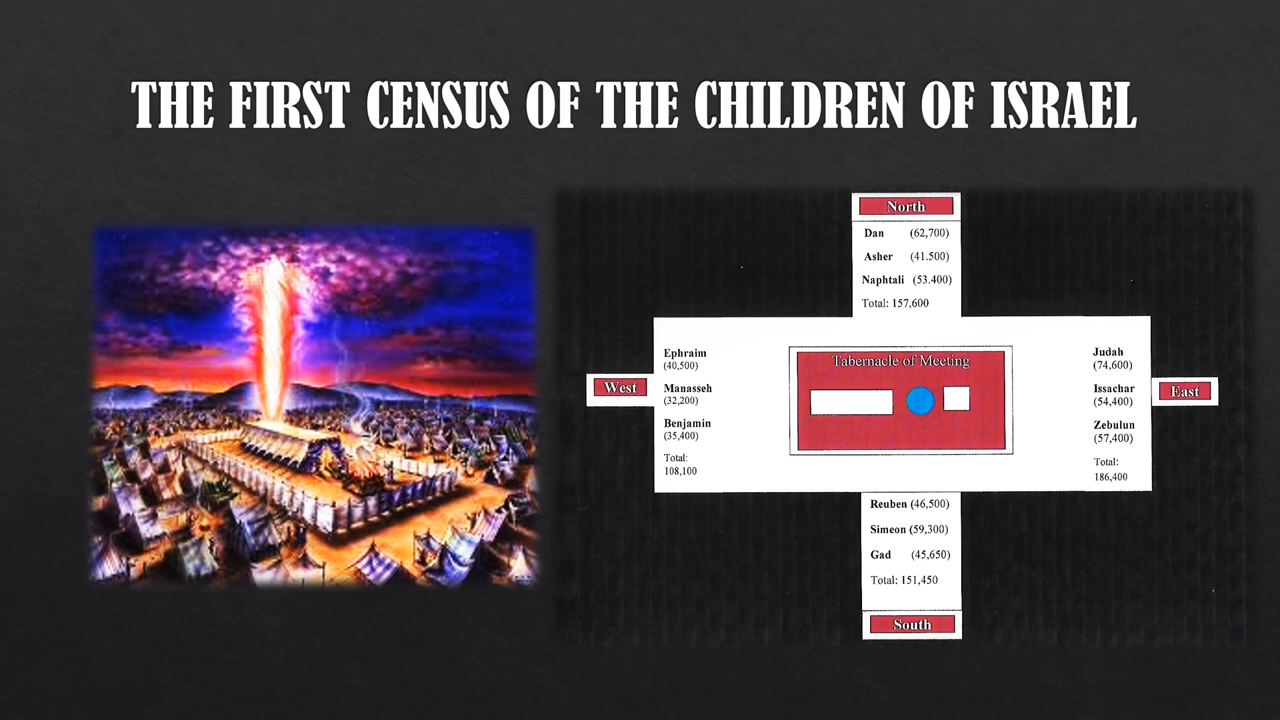 THE FIRST CENSUS OF THE CHILDREN OF ISRAEL
North
Dan (62,700)
Asher (41.500)
Naphtali (53.400)
Total: 157,600
West
Ephraim
(40,500)
Manasseh
(32,200)
Benjamin
(35,400)
Total:
108,100
Tabernacle of Meeting
Judah
(74,600)
Issachar
(54,400)
Zebulun
(57,400)
Total:
186,400
East
Reuben (46,500)
Simeon (59,300)
Gad (45,650)
Total: 151,450
South